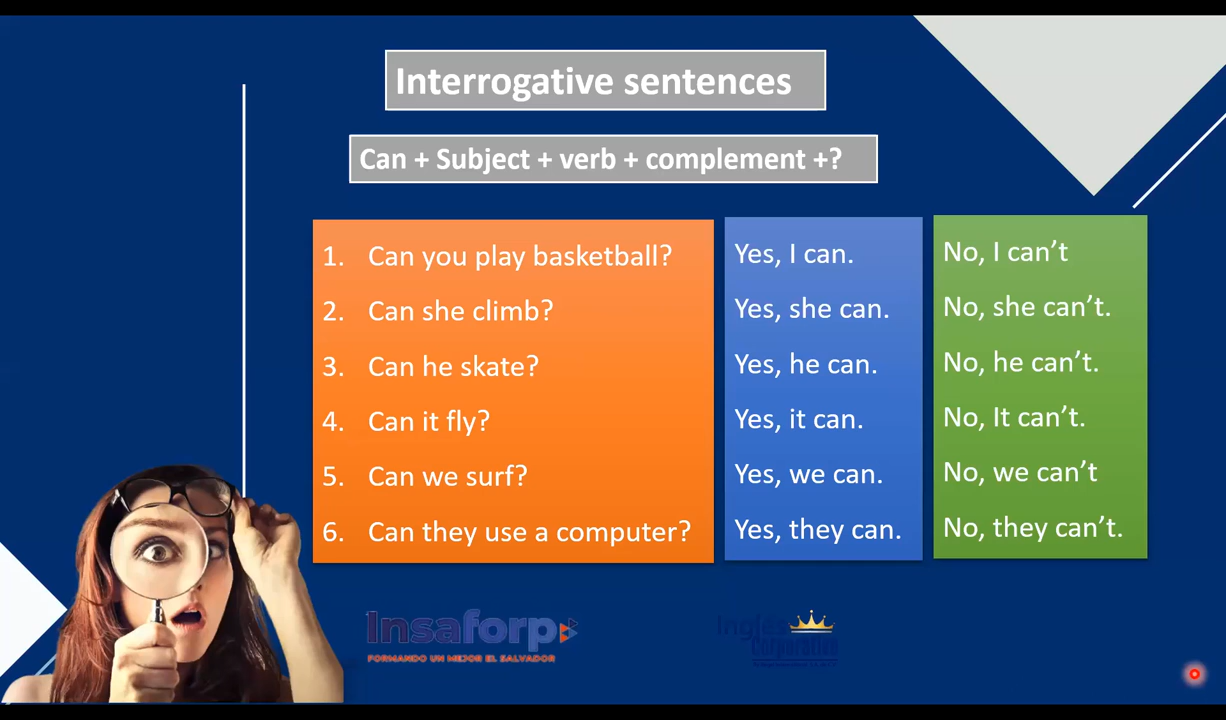 Interrogative sentences
Can + Subject + verb + complement +?
1. Can you play basketball?
2. Can she climb?
3. Can he skate?
4. Can it fly?
5. Can we surf?
6. Can they use a computer?
Yes, I can.
Yes, she can.
Yes, he can.
Yes, it can.
Yes, we can.
Yes, they can.
No, I can’t
No, she can’t.
No, he can’t.
No, It can’t.
No, we can’t
No, they can’t.
Insaforp
FORMANDO UN MEJOR EL SALVADOR
Inglés
Corporativo